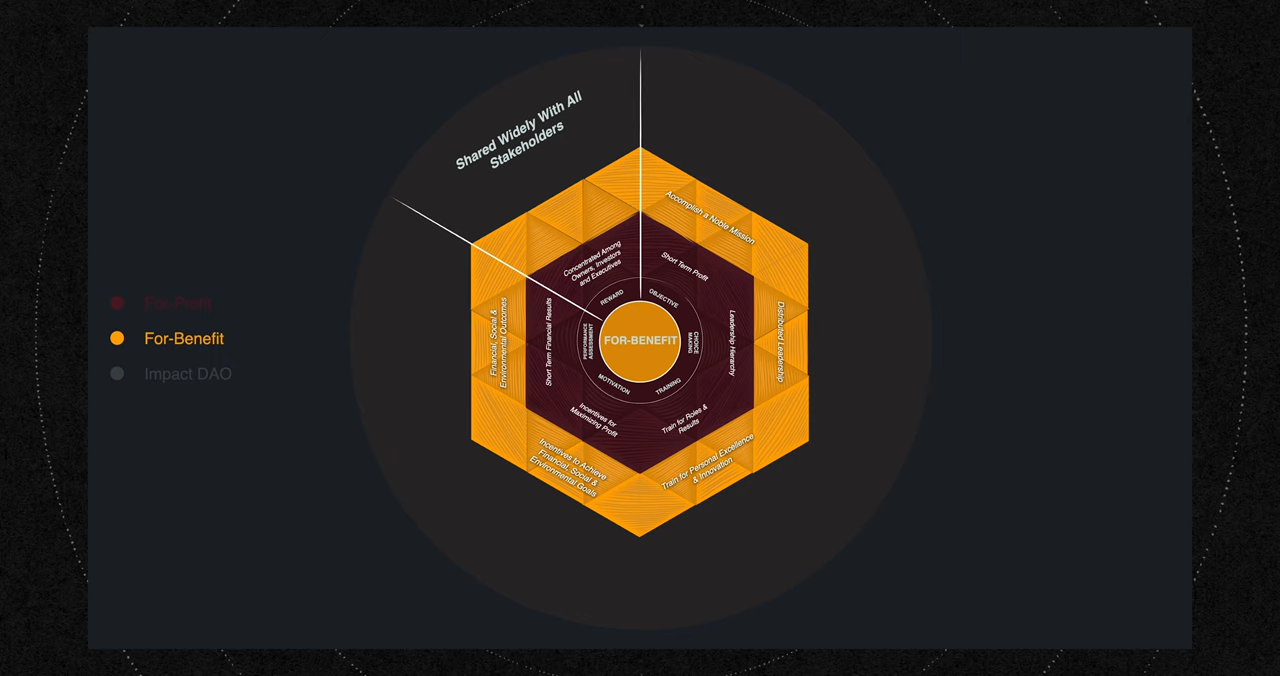 Shared Widely With All
Stakeholders
Accomplish a Noble Mission
Concentrated Among
Owners, Investors
and Executives
Short Term Profit
REWARD
OBJECTIVE
For-Profit
For-Benefit
Impact DAO
Financial, Social &
Environmental Outcomes
Short Term Financial Results
PERFORMANCE
ASSESSMENT
FOR-BENEFIT
CHOICE
MAKING
Leadership Hierarchy
Distributed Leadership
MOTIVATION
TRAINING
Incentives for
Maximizing Profit
Train for Roles &
Results
Incentives to Achieve
Financial, Social &
Environmental Goals
Train for Personal Excellence
& Innovation